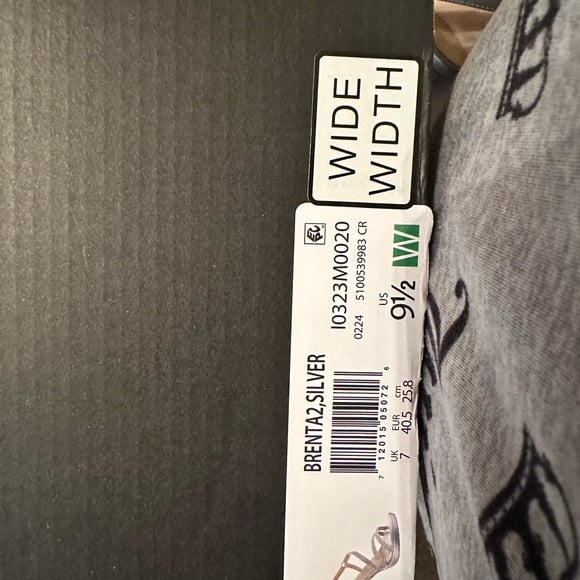 WIDE
WIDTH
I0323M0020
0224 5100539983 CR
US
9½ W
BRENTA2,SILVER
7 12015 05072 6
UK EUR cm
7 40.5 25.8